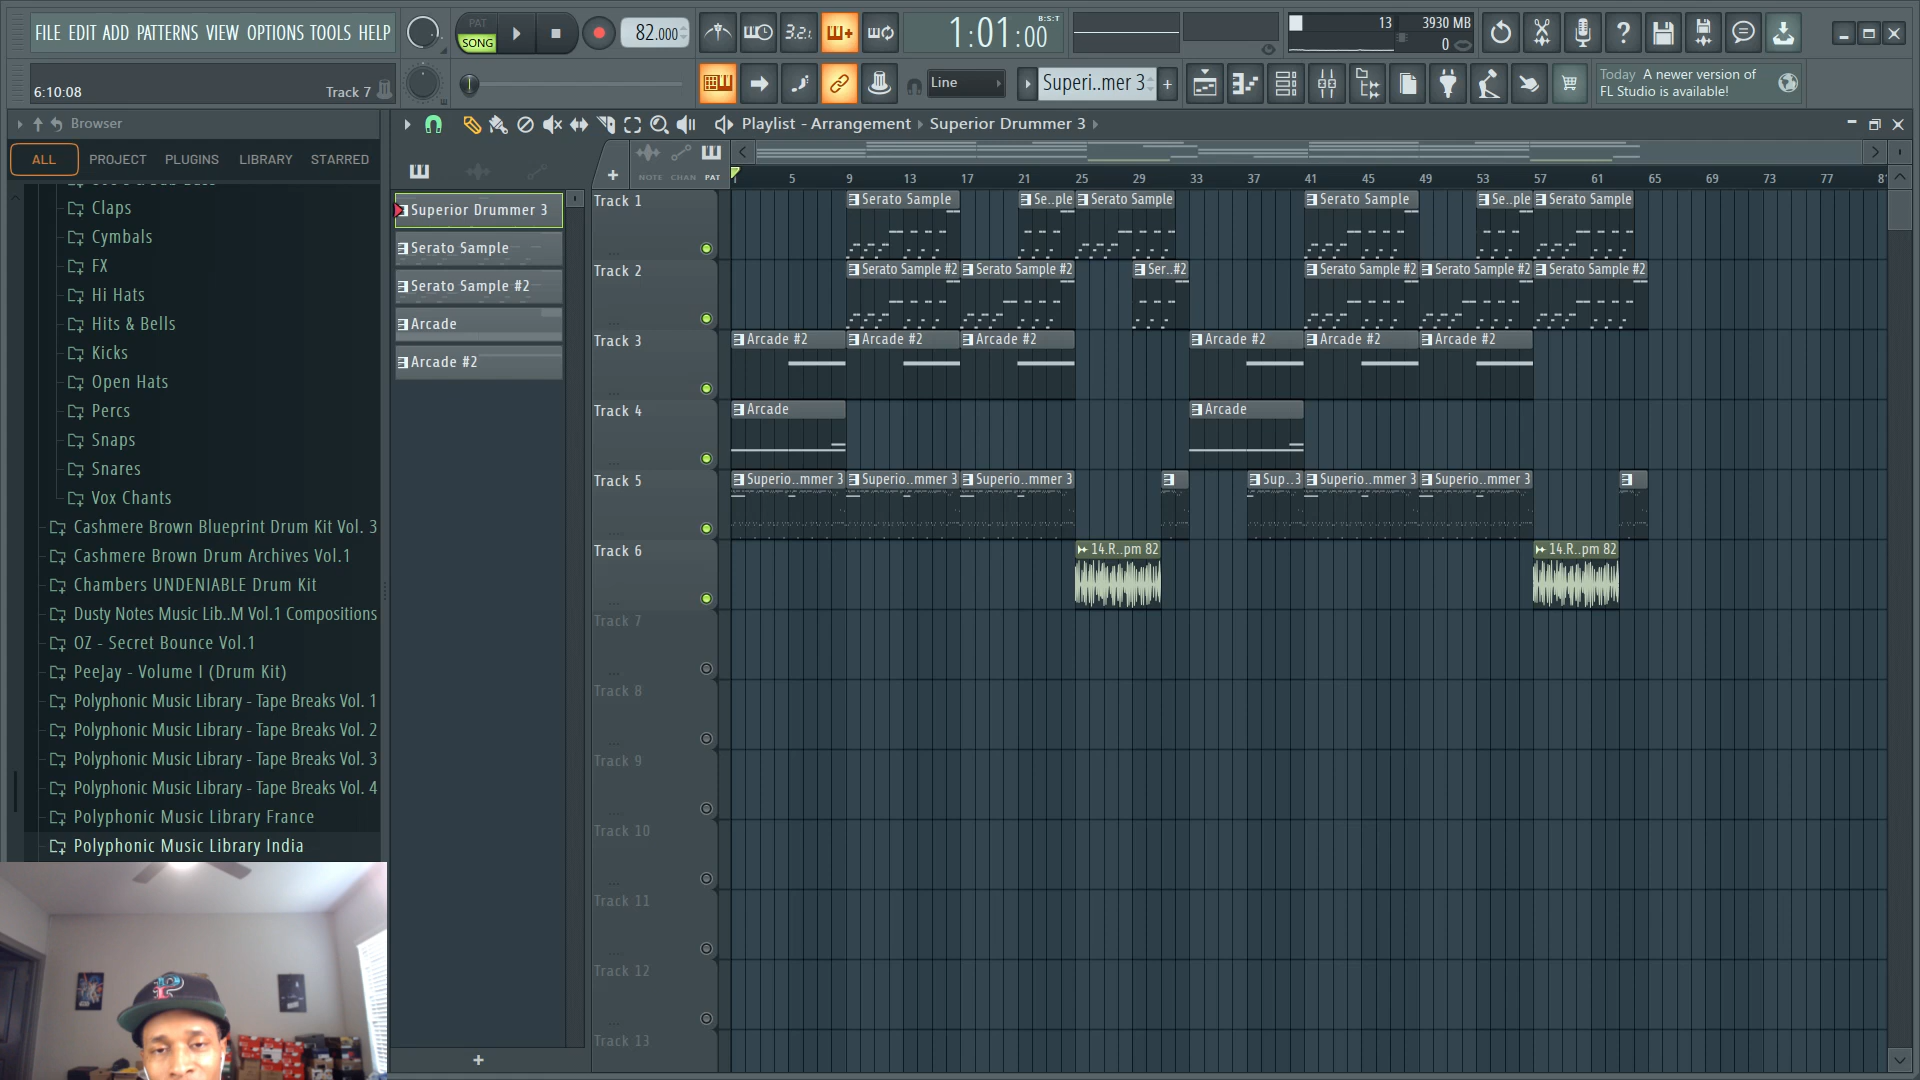 FILE EDIT ADD PATTERNS VIEW OPTIONS TOOLS HELP
PAT
SONG
82.000
3.2.
1:01:00
B:S:T
13
3930 MB
0
6:10:08
Track 7
Line
Superi..mer 3
+
Today A newer version of
FL Studio is available!
Browser
Playlist - Arrangement
Superior Drummer 3
ALL
PROJECT
PLUGINS
LIBRARY
STARRED
NOTE
CHAN
PAT
5
9
13
17
21
25
29
33
37
41
45
49
53
57
61
65
69
73
77
Claps
Cymbals
FX
Hi Hats
Hits & Bells
Kicks
Open Hats
Percs
Snaps
Snares
Vox Chants
Cashmere Brown Blueprint Drum Kit Vol. 3
Cashmere Brown Drum Archives Vol.1
Chambers UNDENIABLE Drum Kit
Dusty Notes Music Lib..M Vol.1 Compositions
OZ - Secret Bounce Vol.1
PeeJay - Volume I (Drum Kit)
Polyphonic Music Library - Tape Breaks Vol. 1
Polyphonic Music Library - Tape Breaks Vol. 2
Polyphonic Music Library - Tape Breaks Vol. 3
Polyphonic Music Library - Tape Breaks Vol. 4
Polyphonic Music Library France
Polyphonic Music Library India
Superior Drummer 3
Serato Sample
Serato Sample #2
Arcade
Arcade #2
+
Track 1
Serato Sample
Se..ple
Serato Sample
Serato Sample
Se..ple
Serato Sample
Track 2
Serato Sample #2
Serato Sample #2
Ser..#2
Serato Sample #2
Serato Sample #2
Serato Sample #2
Track 3
Arcade #2
Arcade #2
Arcade #2
Arcade #2
Arcade #2
Arcade #2
Track 4
Arcade
Arcade
Track 5
Superio..mmer 3
Superio..mmer 3
Superio..mmer 3
Sup..3
Superio..mmer 3
Superio..mmer 3
Track 6
14.R..pm 82
14.R..pm 82
Track 7
Track 8
Track 9
Track 10
Track 11
Track 12
Track 13